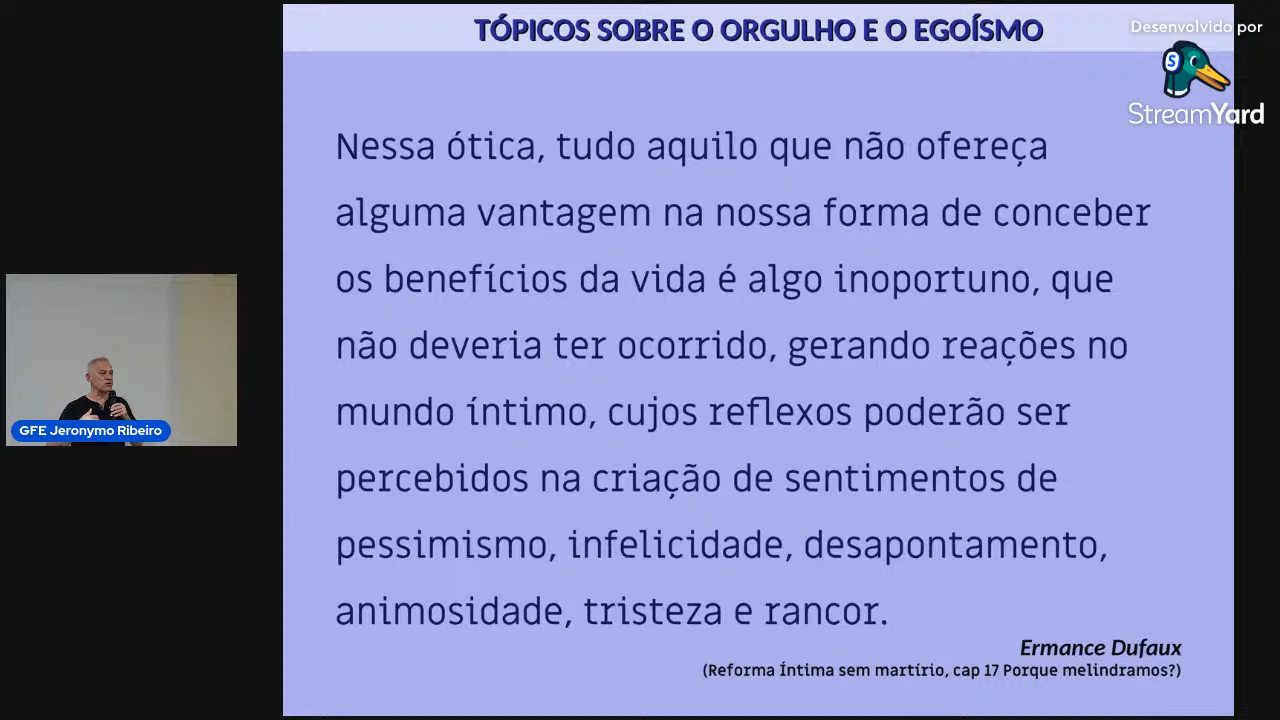 TÓPICOS SOBRE O ORGULHO E O EGOÍSMO
Desenvolvido por
StreamYard
Nessa ótica, tudo aquilo que não ofereça
alguma vantagem na nossa forma de conceber
os benefícios da vida é algo inoportuno, que
não deveria ter ocorrido, gerando reações no
mundo íntimo, cujos reflexos poderão ser
percebidos na criação de sentimentos de
pessimismo, infelicidade, desapontamento,
animosidade, tristeza e rancor.
Ermance Dufaux
(Reforma Íntima sem martírio, cap 17 Porque melindramos?)
GFE Jeronymo Ribeiro